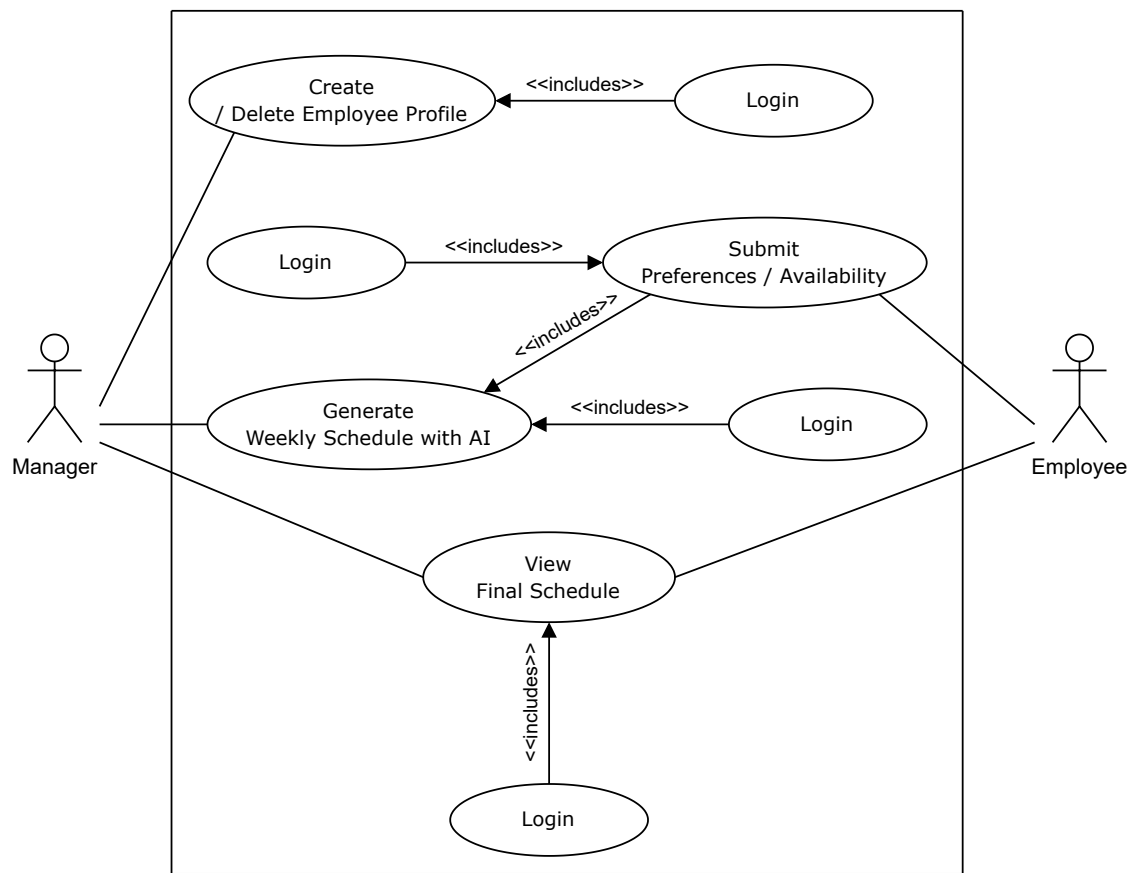 Create
/ Delete Employee Profile
<<includes>>
Login
Login
<<includes>>
Submit
Preferences / Availability
<<includes>>
Generate
Weekly Schedule with AI
<<includes>>
Login
Manager
Employee
View
Final Schedule
<<includes>>
Login